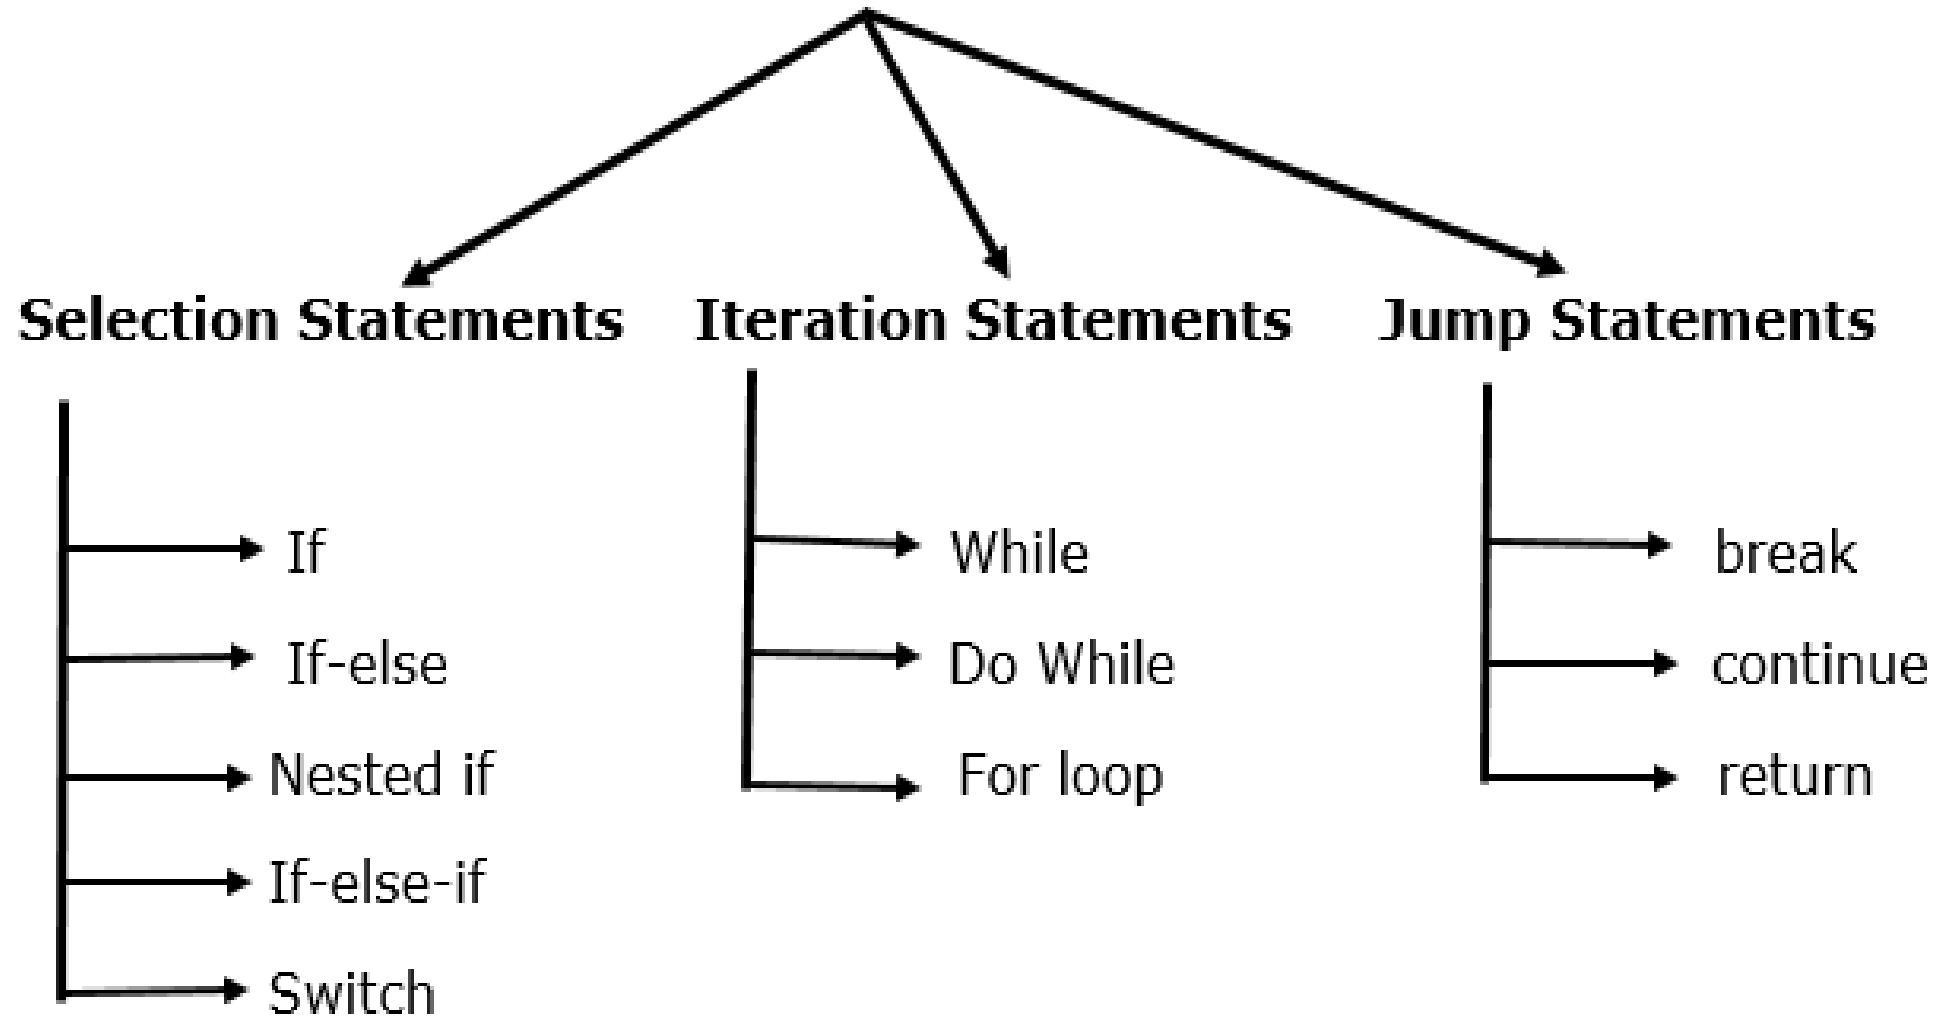 Selection Statements
Iteration Statements
Jump Statements
If
If-else
Nested if
If-else-if
Switch
While
Do While
For loop
break
continue
return